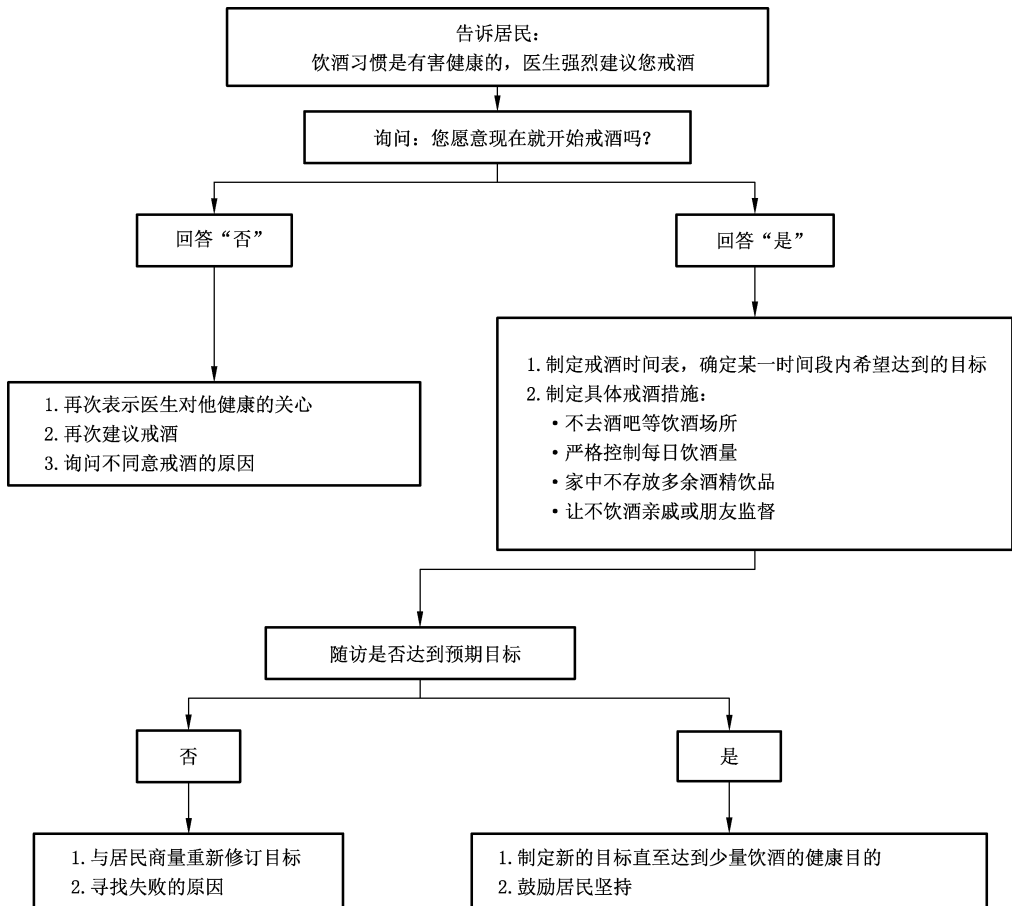 告诉居民：
饮酒习惯是有害健康的，医生强烈建议您戒酒
询问：您愿意现在就开始戒酒吗？
回答“否”
回答“是”
1.再次表示医生对他健康的关心
2.再次建议戒酒
3.询问不同意戒酒的原因
1.制定戒酒时间表，确定某一时间段内希望达到的目标
2.制定具体戒酒措施：
·不去酒吧等饮酒场所
·严格控制每日饮酒量
·家中不存放多余酒精饮品
·让不饮酒亲戚或朋友监督
随访是否达到预期目标
否
是
1.与居民商量重新修订目标
2.寻找失败的原因
1.制定新的目标直至达到少量饮酒的健康目的
2.鼓励居民坚持